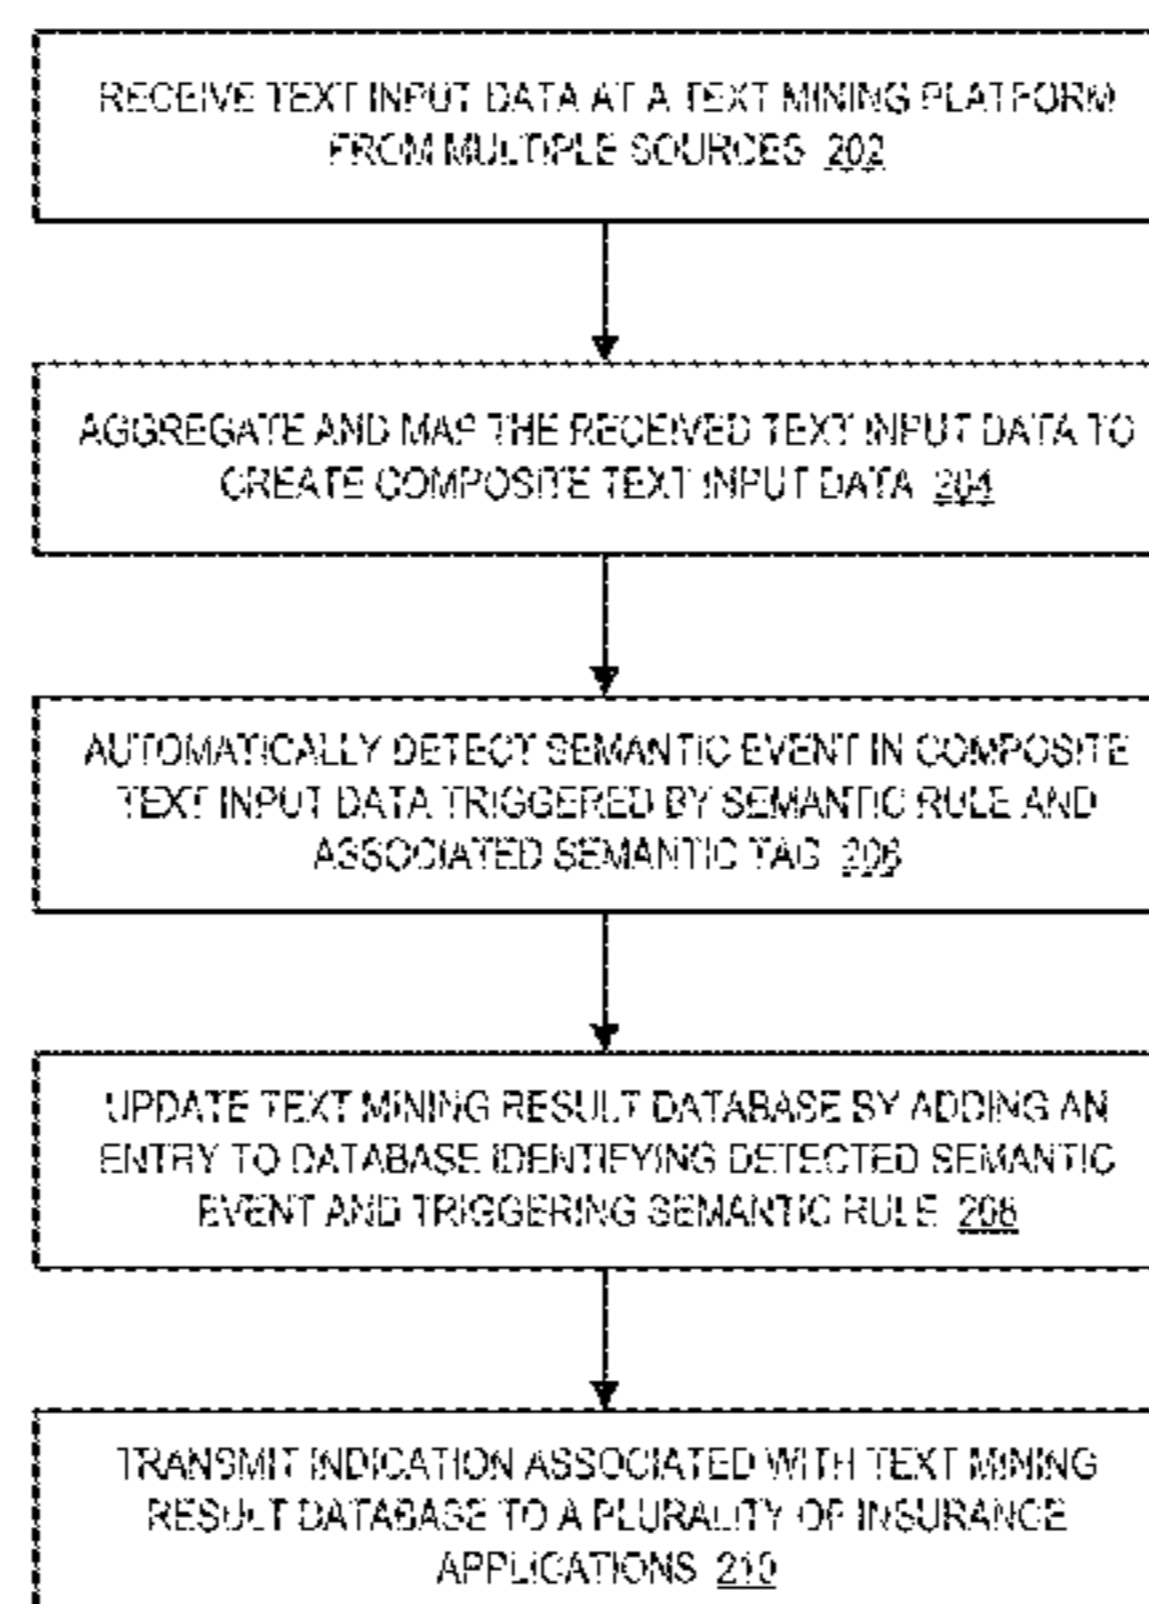 RECEIVE TEXT INPUT DATA AT A TEXT MINING PLATFORM
FROM MULTIPLE SOURCES 202
AGGREGATE AND MAP THE RECEIVED TEXT INPUT DATA TO
CREATE COMPOSITE TEXT INPUT DATA 204
AUTOMATICALLY DETECT SEMANTIC EVENT IN COMPOSITE
TEXT INPUT DATA TRIGGERED BY SEMANTIC RULE AND
ASSOCIATED SEMANTIC TAG 206
UPDATE TEXT MINING RESULT DATABASE BY ADDING AN
ENTRY TO DATABASE IDENTIFYING DETECTED SEMANTIC
EVENT AND TRIGGERING SEMANTIC RULE 208
TRANSMIT INDICATION ASSOCIATED WITH TEXT MINING
RESULT DATABASE TO A PLURALITY OF INSURANCE
APPLICATIONS 210